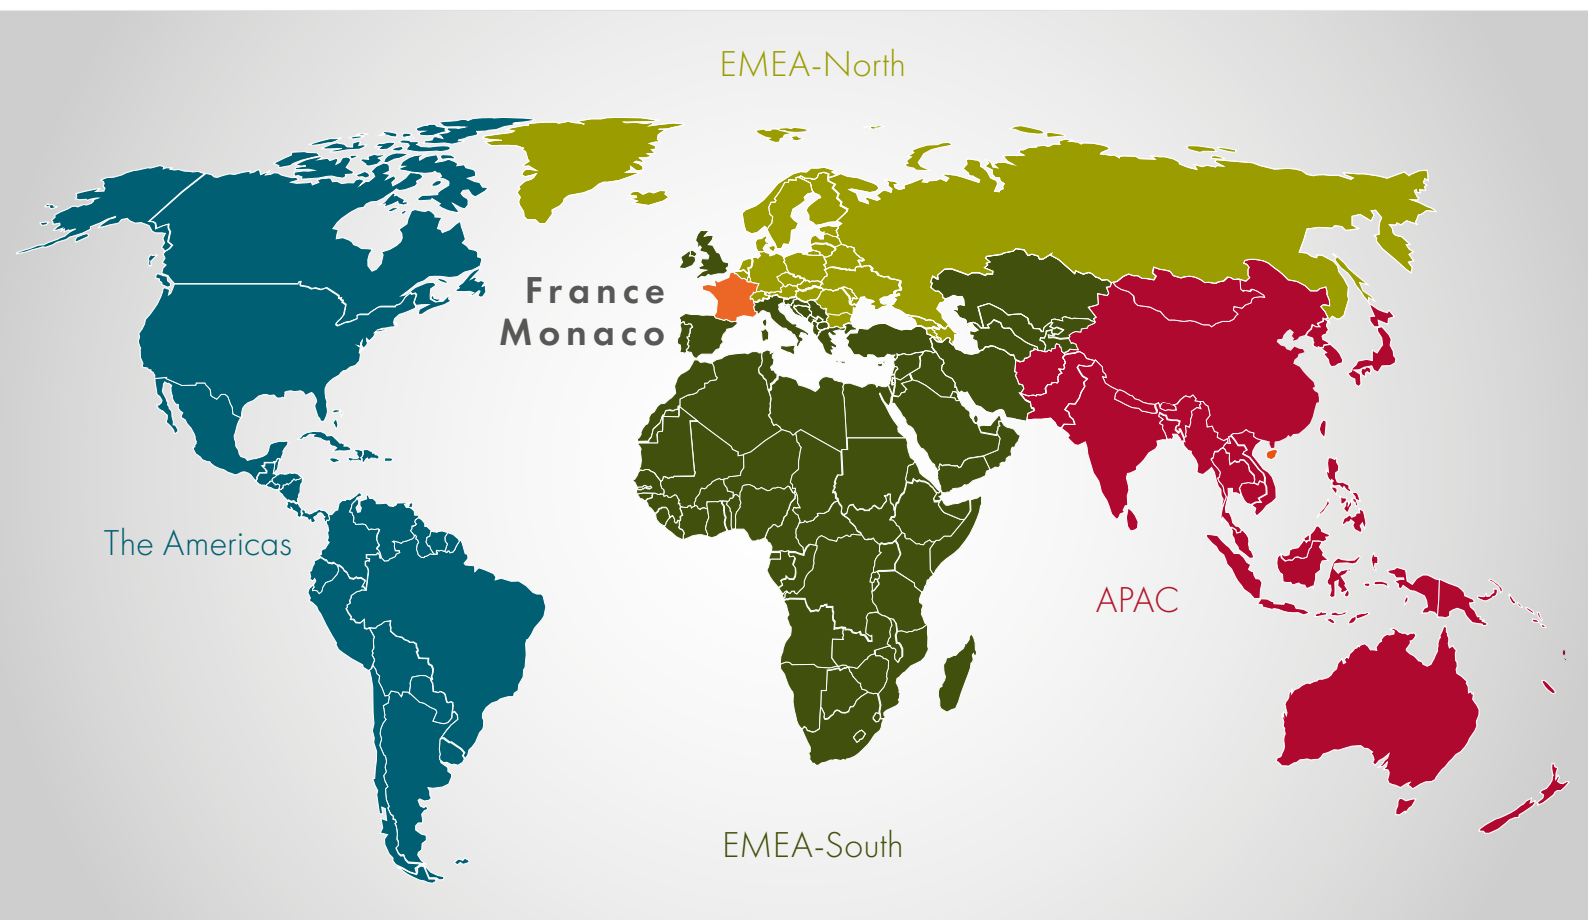 EMEA-North
France
Monaco
The Americas
APAC
EMEA-South